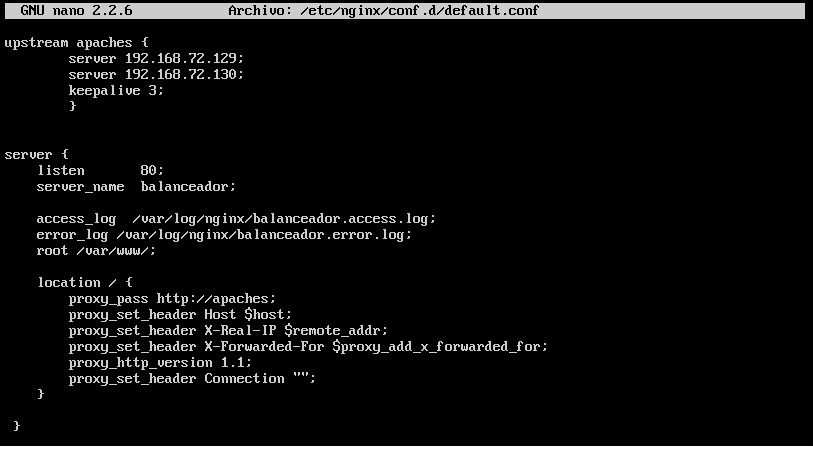 GNU nano 2.2.6 Archivo: /etc/nginx/conf.d/default.conf
upstream apaches {
server 192.168.72.129;
server 192.168.72.130;
keepalive 3;
}
server {
listen 80;
server_name balanceador;
access_log /var/log/nginx/balanceador.access.log;
error_log /var/log/nginx/balanceador.error.log;
root /var/www/;
location / {
proxy_pass http://apaches;
proxy_set_header Host $host;
proxy_set_header X-Real-IP $remote_addr;
proxy_set_header X-Forwarded-For $proxy_add_x_forwarded_for;
proxy_http_version 1.1;
proxy_set_header Connection "";
}
}